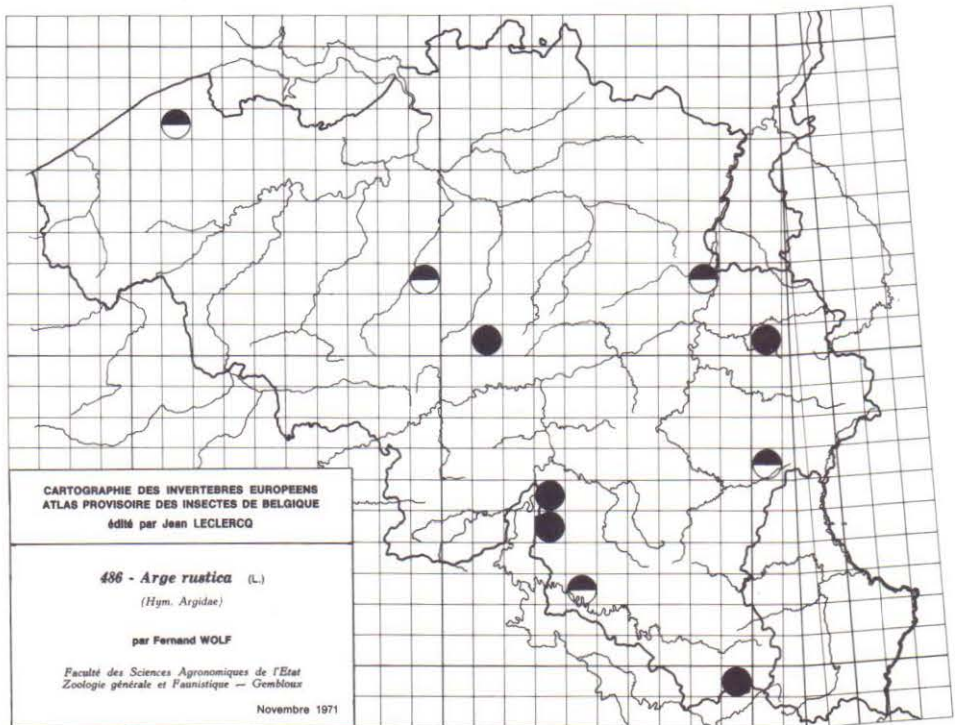 CARTOGRAPHIE DES INVERTEBRES EUROPEENS
ATLAS PROVISOIRE DES INSECTES DE BELGIQUE
édité par Jean LECLERCQ
486 - Arge rustica (L.)
(Hym. Argidae)
par Fernand WOLF
Faculté des Sciences Agronomiques de l'Etat
Zoologie générale et Faunistique — Gembloux
Novembre 1971